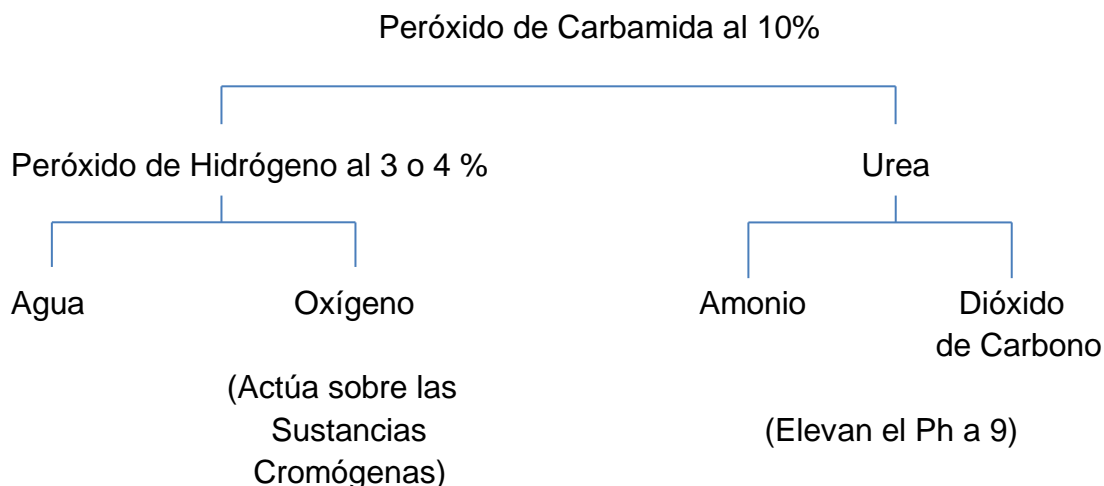 Peróxido de Carbamida al 10%
Peróxido de Hidrógeno al 3 o 4 %
Urea
Agua
Oxígeno
Amonio
Dióxido
de Carbono
(Actúa sobre las
Sustancias
Cromógenas)
(Elevan el Ph a 9)